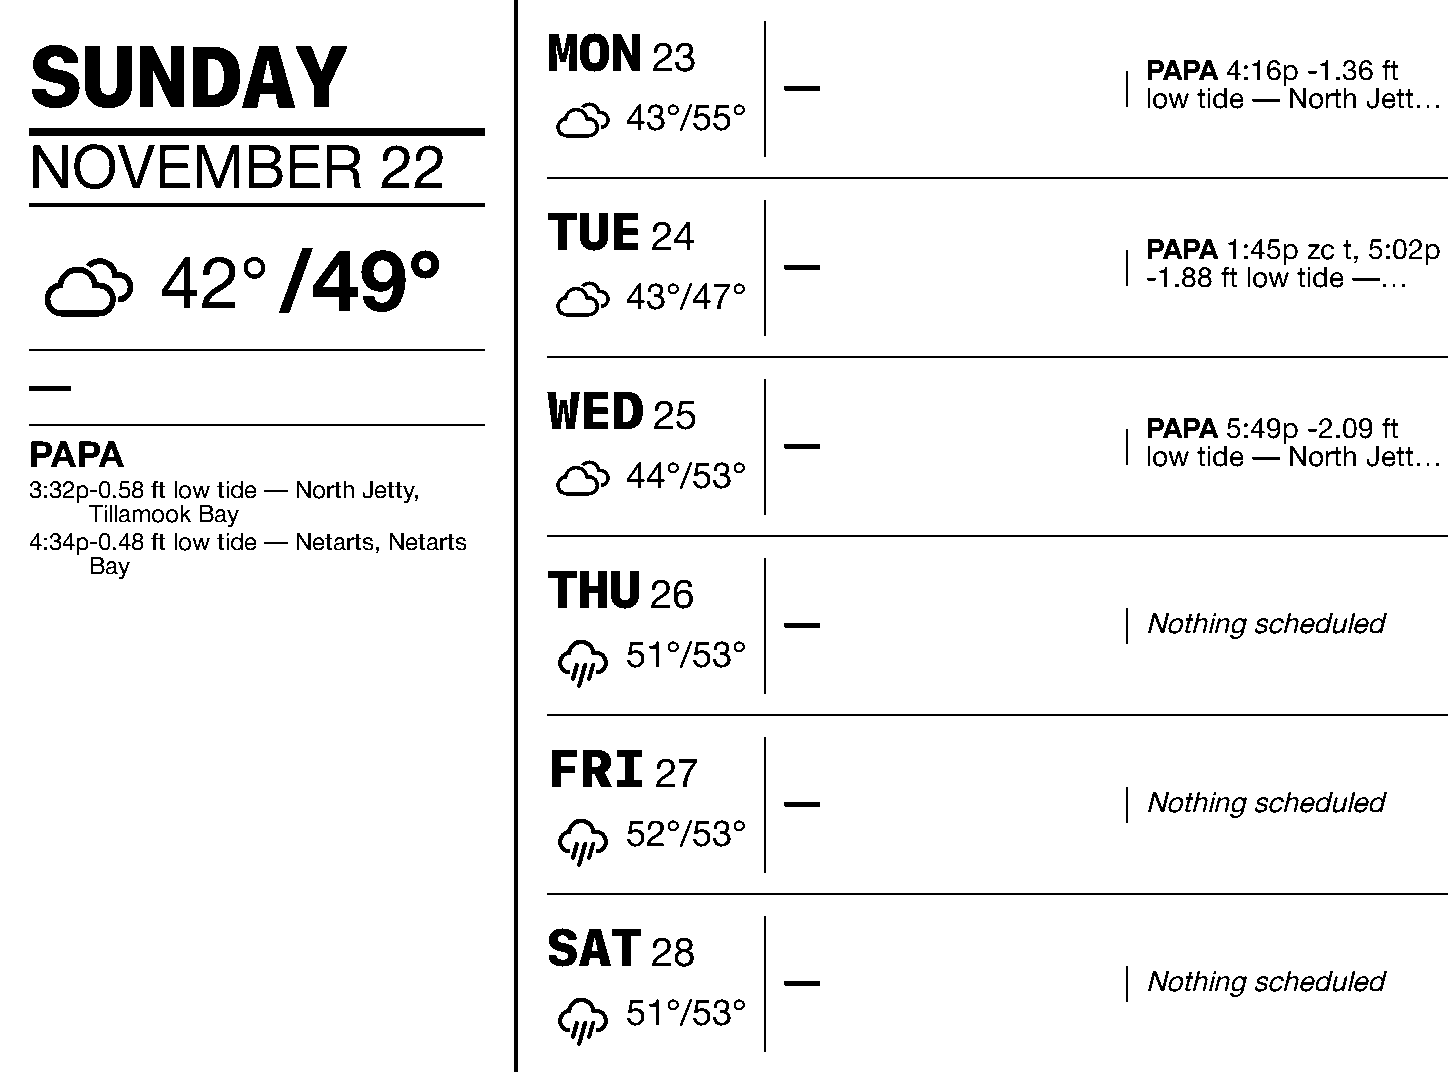 SUNDAY
NOVEMBER 22
42° /49°
—
PAPA
3:32p-0.58 ft low tide — North Jetty,
Tillamook Bay
4:34p-0.48 ft low tide — Netarts, Netarts
Bay
MON 23
43°/55°
—
PAPA 4:16p -1.36 ft
low tide — North Jett…
TUE 24
43°/47°
—
PAPA 1:45p zc t, 5:02p
-1.88 ft low tide —…
WED 25
44°/53°
—
PAPA 5:49p -2.09 ft
low tide — North Jett…
THU 26
51°/53°
—
Nothing scheduled
FRI 27
52°/53°
—
Nothing scheduled
SAT 28
51°/53°
—
Nothing scheduled